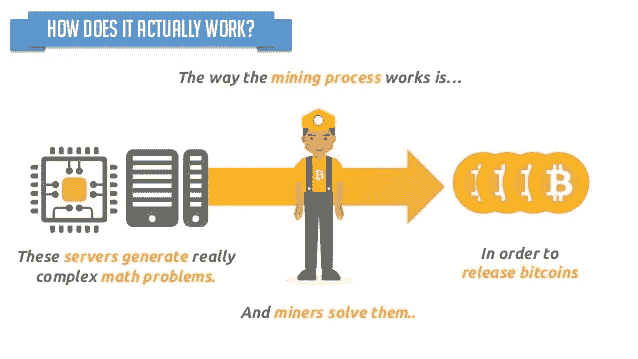 HOW DOES IT ACTUALLY WORK?
The way the mining process works is...
These servers generate really
complex math problems.
And miners solve them..
In order to
release bitcoins